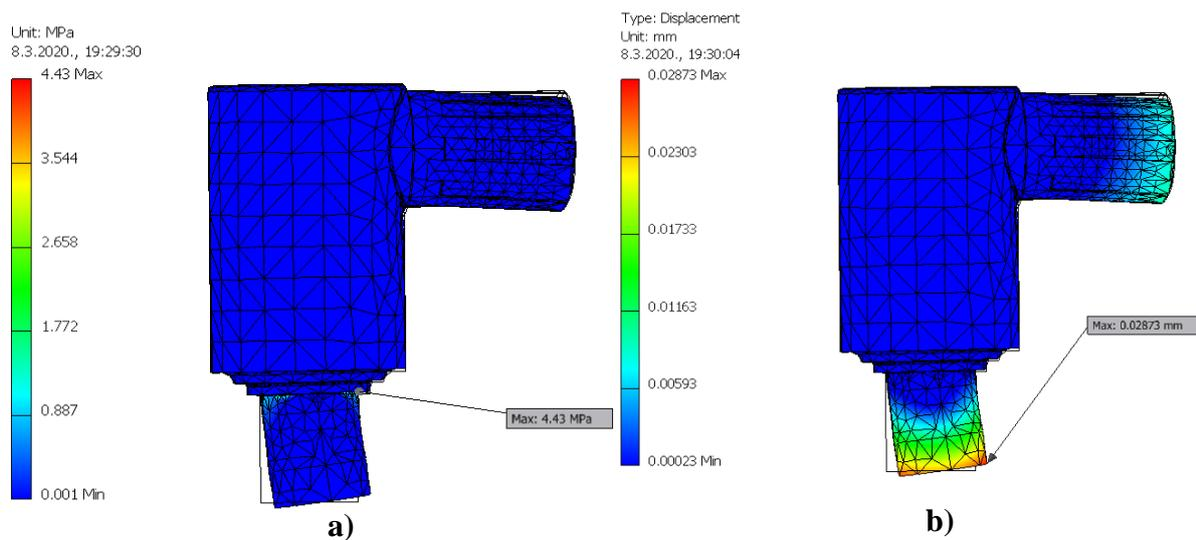 Unit: MPa
8.3.2020., 19:29:30
4.43 Max
3.544
2.658
1.772
0.887
0.001 Min
Max: 4.43 MPa
a)
Type: Displacement
Unit: mm
8.3.2020., 19:30:04
0.02873 Max
0.02303
0.01733
0.01163
0.00593
0.00023 Min
Max: 0.02873 mm
b)